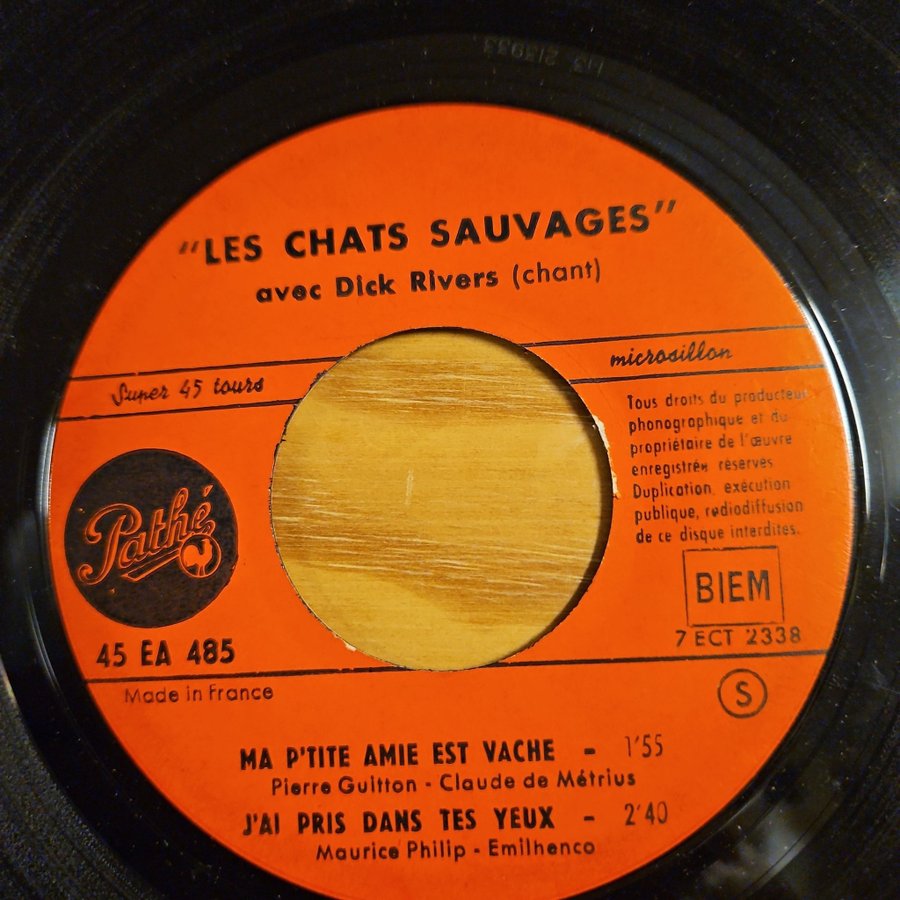 "LES CHATS SAUVAGES"
avec Dick Rivers (chant)
Super 45 tours
microsillon
Tous droits du producteur
phonographique et du
propriétaire de l'œuvre
enregistrée réservés
Duplication, exécution
publique, radiodiffusion
de ce disque interdites.
Pathé
BIEM
7 ECT 2338
45 EA 485
Made in France
S
MA P'TITE AMIE EST VACHE - 1'55
Pierre Guitton - Claude de Métrius
J'AI PRIS DANS TES YEUX - 2'40
Maurice Philip - Emilhenco